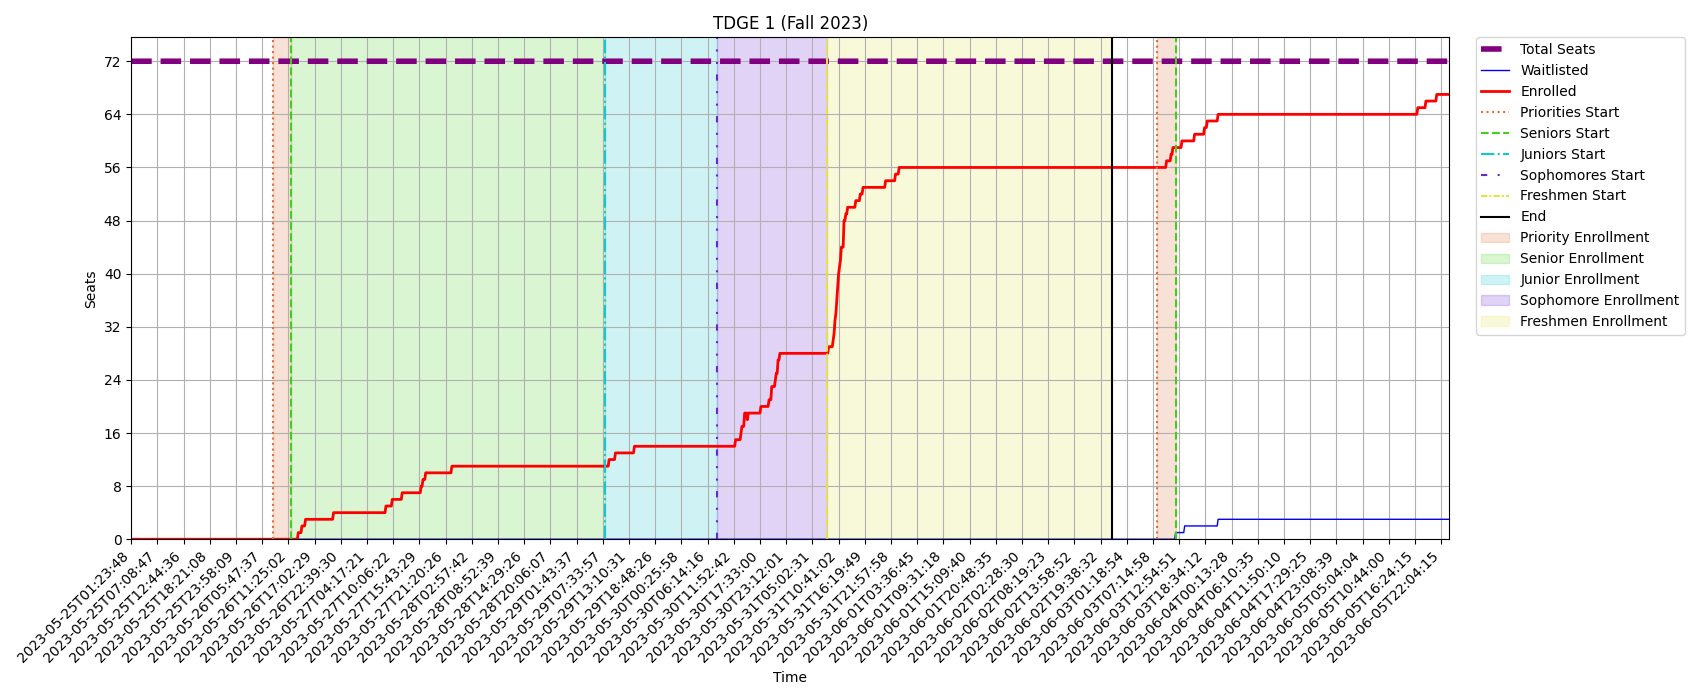 TDGE 1 (Fall 2023)
Seats
72
64
56
48
40
32
24
16
8
0
2023-05-25T01:23:48
2023-05-25T07:08:47
2023-05-25T12:44:36
2023-05-25T18:21:08
2023-05-25T23:58:09
2023-05-26T05:47:37
2023-05-26T11:25:02
2023-05-26T17:02:29
2023-05-26T22:39:30
2023-05-27T04:17:21
2023-05-27T10:06:22
2023-05-27T15:43:29
2023-05-27T21:20:26
2023-05-28T02:57:42
2023-05-28T08:52:39
2023-05-28T14:29:26
2023-05-28T20:06:07
2023-05-29T01:43:37
2023-05-29T07:33:57
2023-05-29T13:10:31
2023-05-29T18:48:26
2023-05-30T00:25:58
2023-05-30T06:14:16
2023-05-30T11:52:42
2023-05-30T17:33:00
2023-05-30T23:12:01
2023-05-31T05:02:31
2023-05-31T10:41:02
2023-05-31T16:19:49
2023-05-31T21:57:58
2023-06-01T03:36:45
2023-06-01T09:31:18
2023-06-01T15:09:40
2023-06-01T20:48:35
2023-06-02T02:28:30
2023-06-02T08:19:23
2023-06-02T13:58:52
2023-06-02T19:38:32
2023-06-03T01:18:54
2023-06-03T07:14:58
2023-06-03T12:54:51
2023-06-03T18:34:12
2023-06-04T00:13:28
2023-06-04T06:10:35
2023-06-04T11:50:10
2023-06-04T17:29:25
2023-06-04T23:08:39
2023-06-05T05:04:04
2023-06-05T10:44:00
2023-06-05T16:24:15
2023-06-05T22:04:15
Time
Total Seats
Waitlisted
Enrolled
Priorities Start
Seniors Start
Juniors Start
Sophomores Start
Freshmen Start
End
Priority Enrollment
Senior Enrollment
Junior Enrollment
Sophomore Enrollment
Freshmen Enrollment